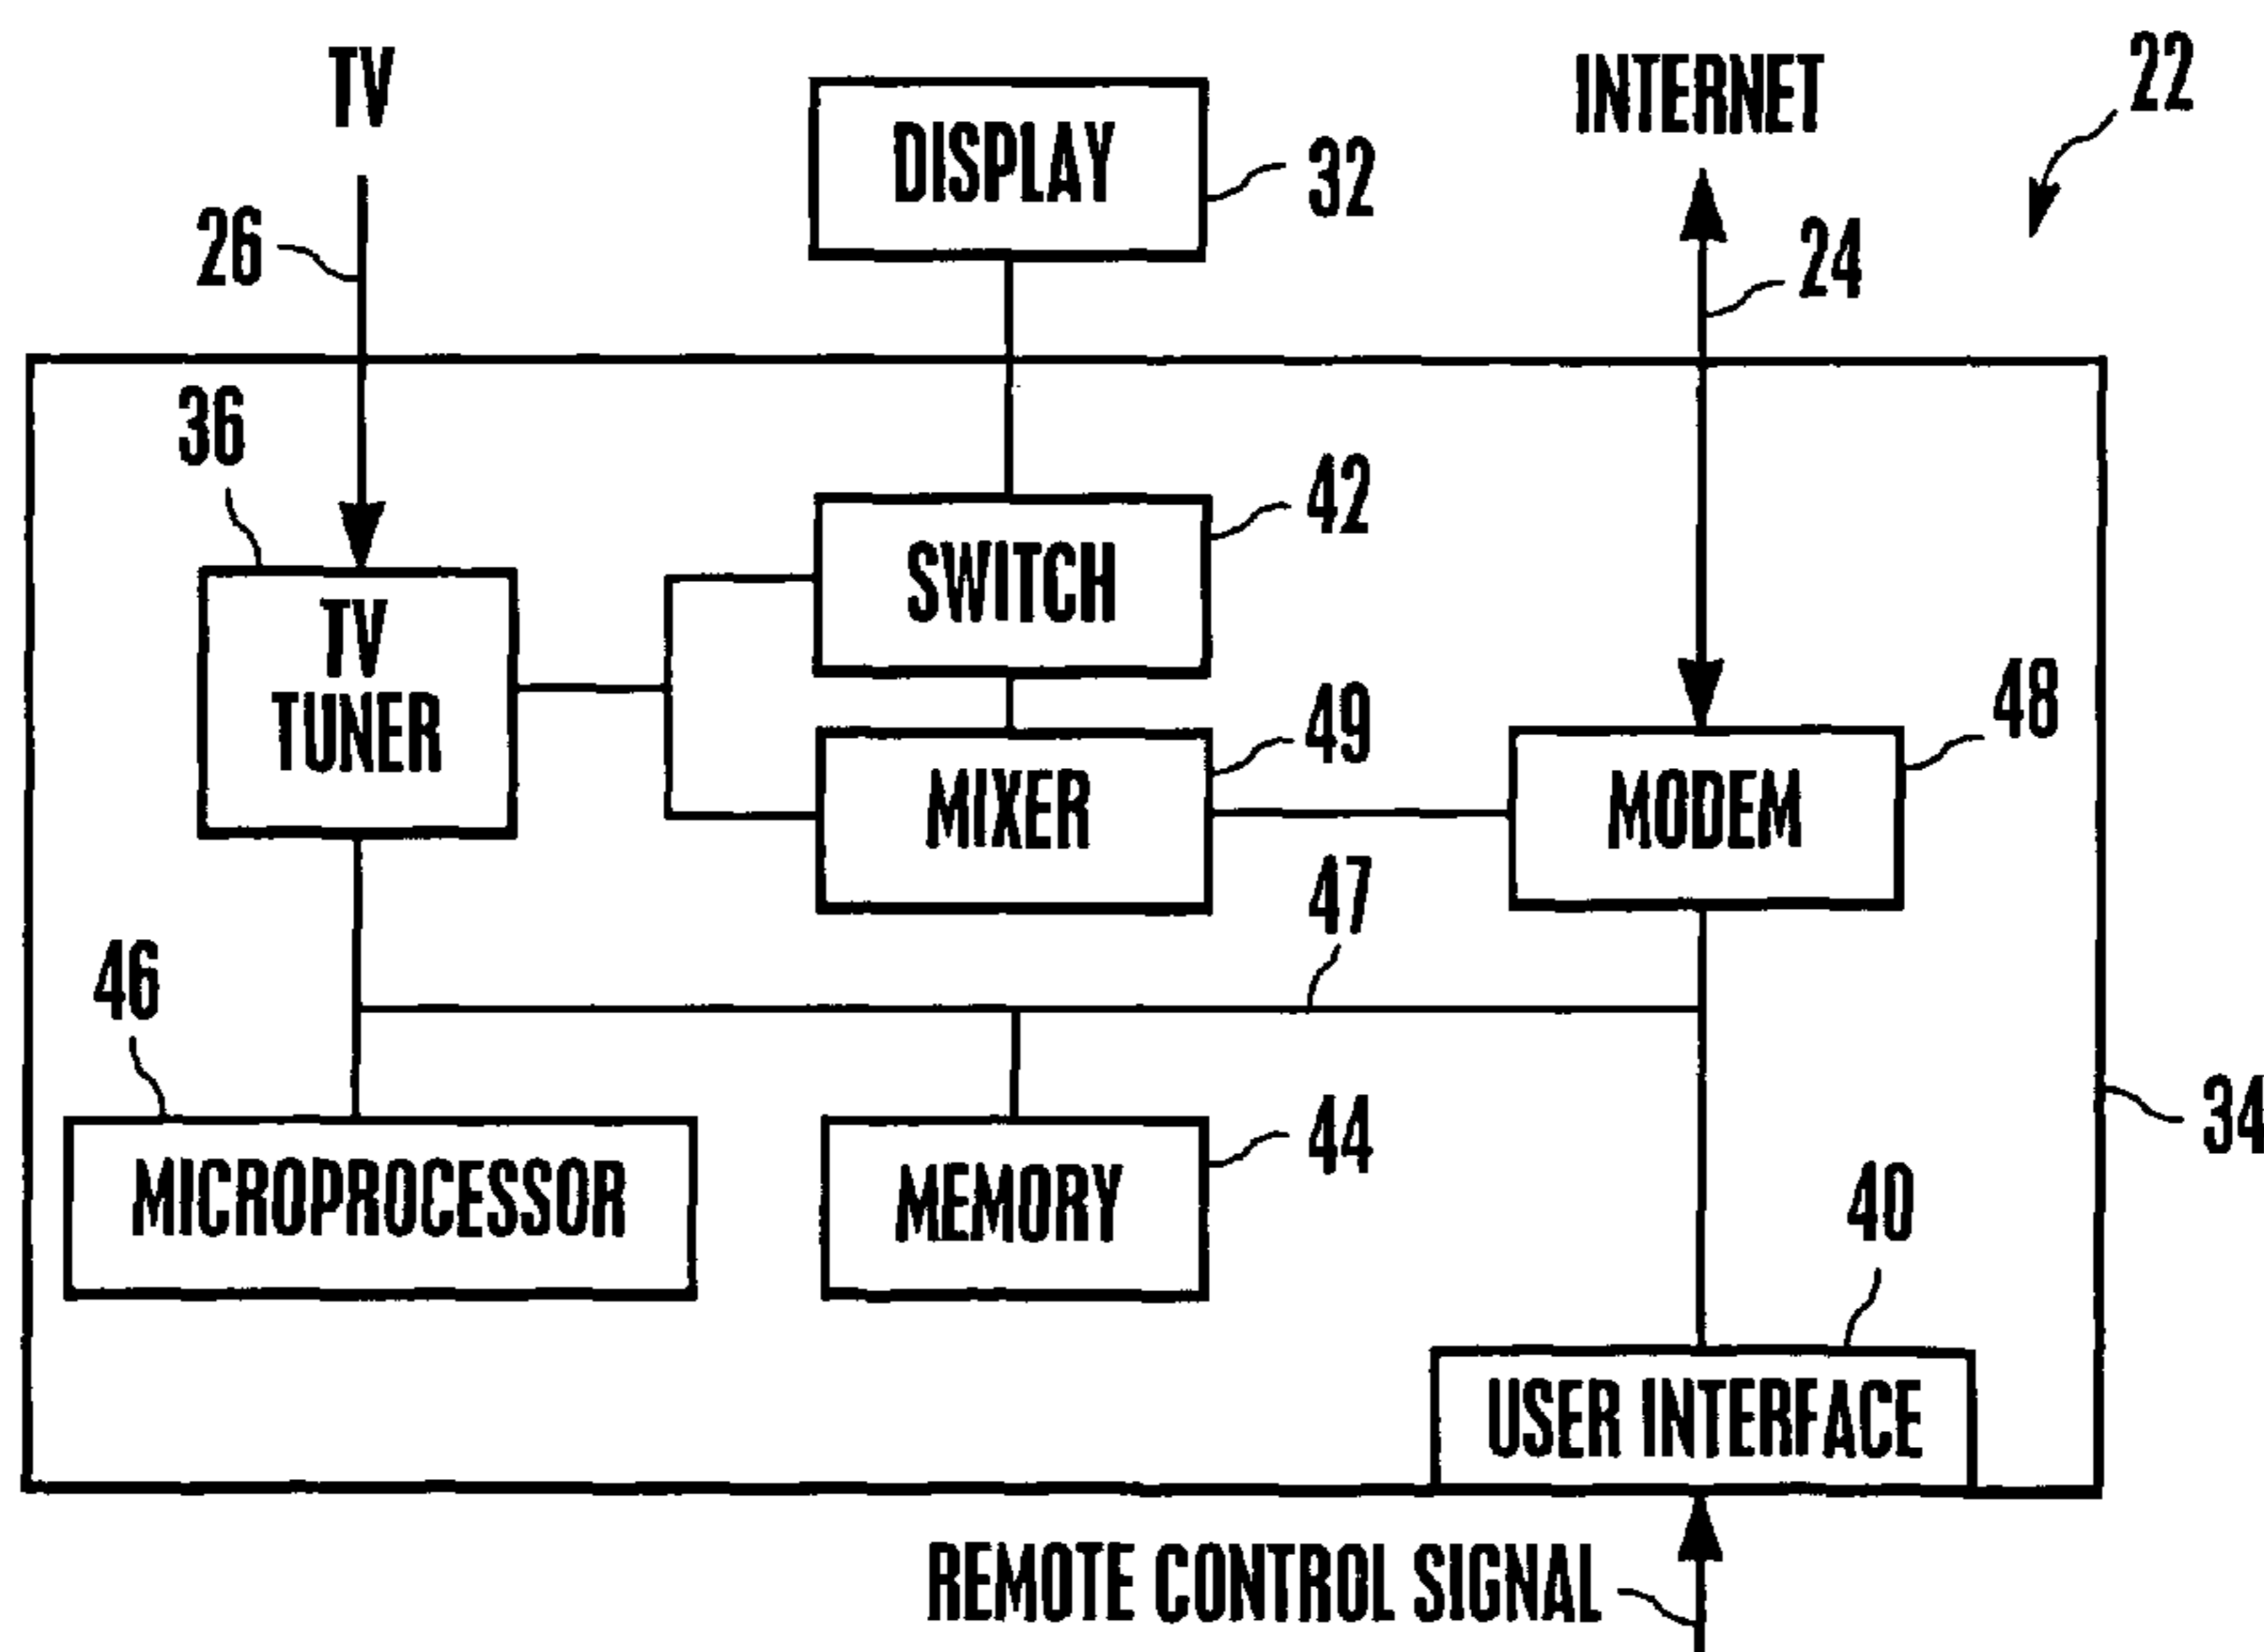 TV
DISPLAY
INTERNET
22
32
26
24
36
42
TV
TUNER
SWITCH
49
48
MIXER
MODEM
47
46
44
34
MICROPROCESSOR
MEMORY
40
USER INTERFACE
REMOTE CONTROL SIGNAL